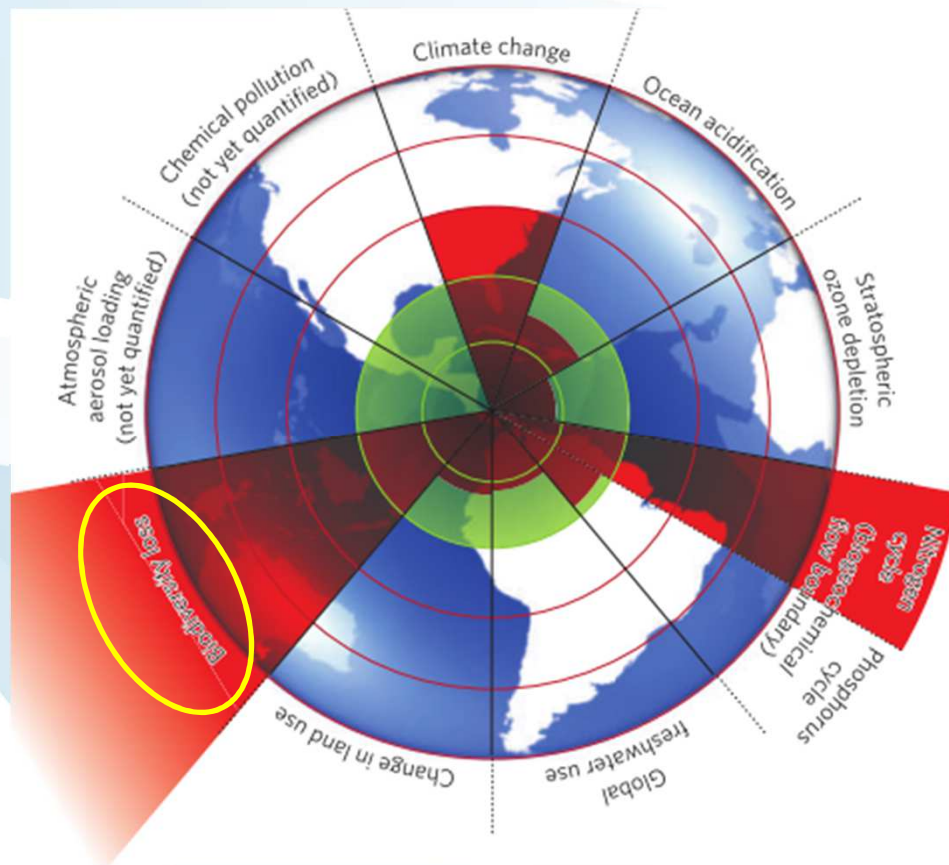 Climate change
Ocean acidification
Stratospheric
ozone depletion
Nitrogen
cycle
(biogeochemical
flow boundary)
Phosphorus
cycle
Global
freshwater use
Change in land use
Biodiversity loss
Atmospheric
aerosol loading
(not yet quantified)
Chemical pollution
(not yet quantified)